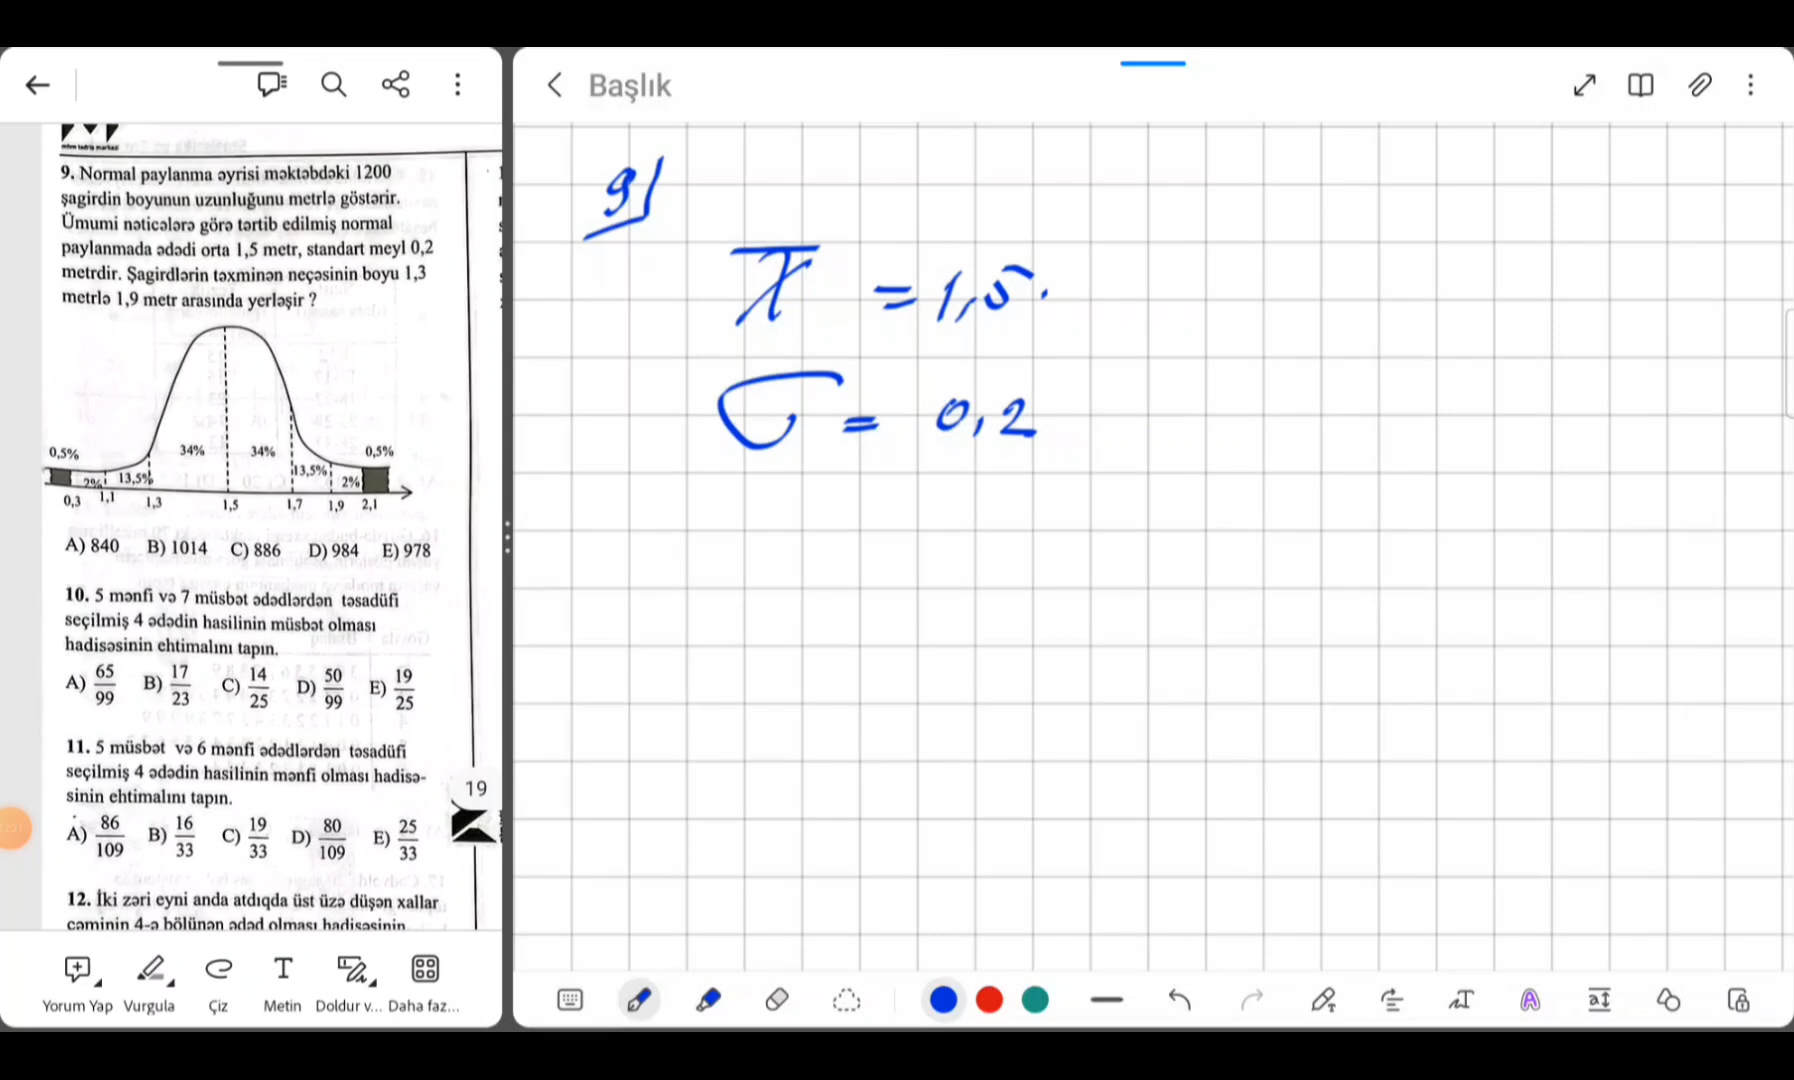 Başlık
9. Normal paylanma əyrisi məktəbdəki 1200
şagirdin boyunun uzunluğunu metrlə göstərir.
Ümumi nəticələrə görə tərtib edilmiş normal
paylanmada ədədi orta 1,5 metr, standart meyl 0,2
metrdir. Şagirdlərin təxminən neçəsinin boyu 1,3
metrlə 1,9 metr arasında yerləşir ?
0,5% 34% 34% 0,5%
2% 13,5% 13,5% 2%
0,3 1,1 1,3 1,5 1,7 1,9 2,1
A) 840 B) 1014 C) 886 D) 984 E) 978
10. 5 mənfi və 7 müsbət ədədlərdən təsadüfi
seçilmiş 4 ədədin hasilinin müsbət olması
hadisəsinin ehtimalını tapın.
A) 65/99 B) 17/23 C) 14/25 D) 50/99 E) 19/25
11. 5 müsbət və 6 mənfi ədədlərdən təsadüfi
seçilmiş 4 ədədin hasilinin mənfi olması hadisə-
sinin ehtimalını tapın.
A) 86/109 B) 16/33 C) 19/33 D) 80/109 E) 25/33
19
12. İki zəri eyni anda atdıqda üst üzə düşən xallar
cəminin 4-ə bölünən ədəd olması hadisəsinin
Yorum Yap Vurgula Çiz Metin Doldur v... Daha faz...
9)
x̄ = 1,5.
σ = 0,2